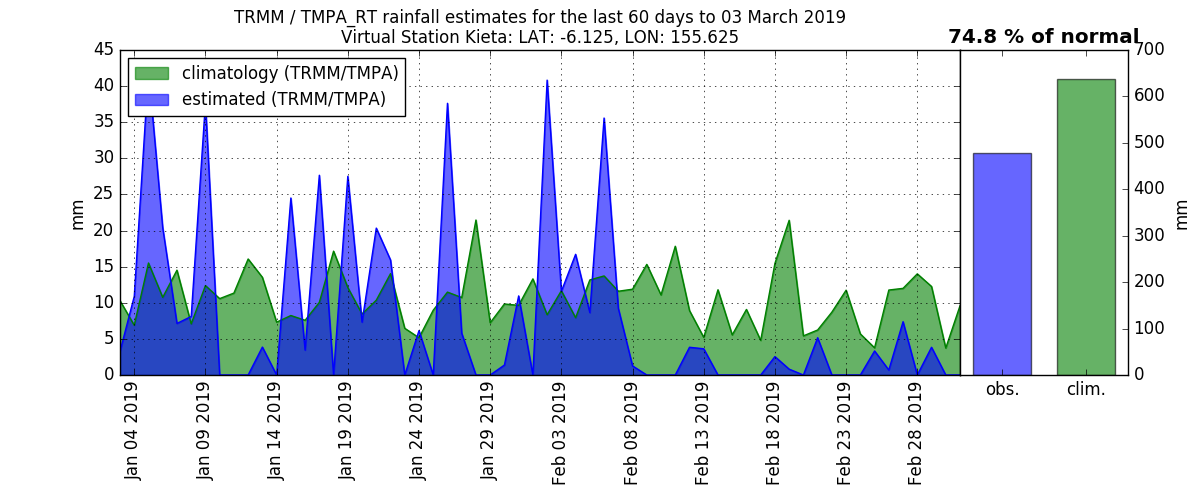 TRMM / TMPA_RT rainfall estimates for the last 60 days to 03 March 2019
Virtual Station Kieta: LAT: -6.125, LON: 155.625
74.8 % of normal
climatology (TRMM/TMPA)
estimated (TRMM/TMPA)
mm
45
40
35
30
25
20
15
10
5
0
Jan 04 2019
Jan 09 2019
Jan 14 2019
Jan 19 2019
Jan 24 2019
Jan 29 2019
Feb 03 2019
Feb 08 2019
Feb 13 2019
Feb 18 2019
Feb 23 2019
Feb 28 2019
obs.
clim.
700
600
500
400
300
200
100
0
mm